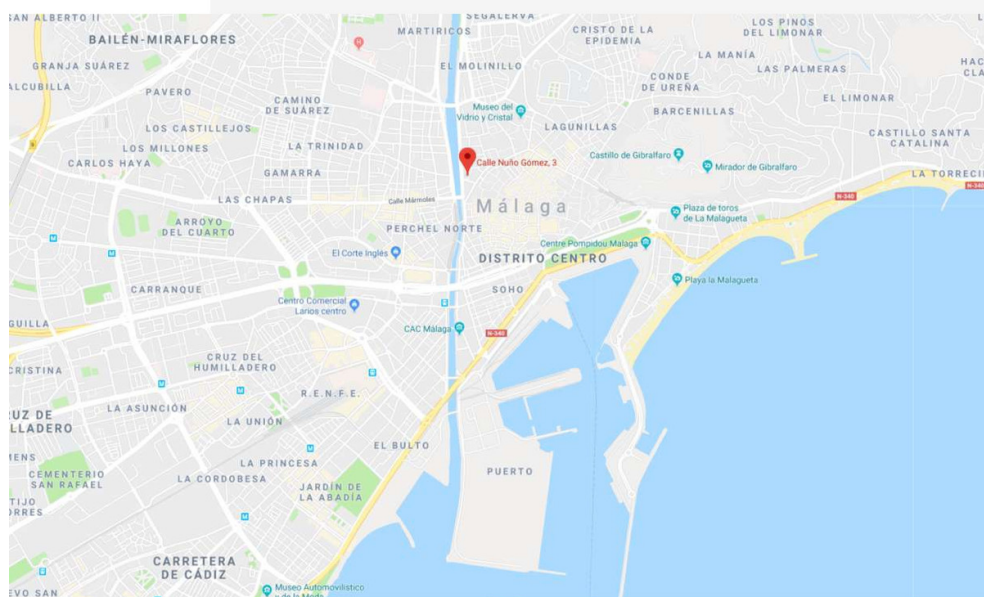 SAN ALBERTO II
SEGALERVA
BAILÉN-MIRAFLORES
MARTIRICOS
CRISTO DE LA
EPIDEMIA
LOS PINOS
DEL LIMONAR
LA MANÍA
GRANJA SUÁREZ
EL MOLINILLO
LAS PALMERAS
HAC
CLA
ALCUBILLA
PAVERO
CONDE
DE UREÑA
CAMINO
DE SUÁREZ
EL LIMONAR
Museo del
Vidrio y Cristal
BARCENILLAS
LOS CASTILLEJOS
LAGUNILLAS
CASTILLO SANTA
CATALINA
LOS MILLONES
LA TRINIDAD
Castillo de Gibralfaro
CARLOS HAYA
Calle Nuño Gómez, 3
Mirador de Gibralfaro
GAMARRA
LA TORRECI
N-340
N-340
LAS CHAPAS
Calle Mármoles
Málaga
Plaza de toros
de La Malagueta
ARROYO
DEL CUARTO
PERCHEL NORTE
El Corte Inglés
Centre Pompidou Malaga
DISTRITO CENTRO
Playa la Malagueta
CARRANQUE
SOHO
Centro Comercial
Larios centro
GUILLA
CAC Málaga
N-340
CRUZ DEL
HUMILLADERO
CRISTINA
R.E.N.F.E.
LA ASUNCIÓN
RUZ DE
LLADERO
LA UNIÓN
EL BULTO
MENS
LA PRINCESA
PUERTO
CEMENTERIO
SAN RAFAEL
LA CORDOBESA
JARDÍN DE
LA ABADÍA
TIJO
ORRES
CARRETERA
DE CÁDIZ
Museo Automovilístico
y de la Moda
EVO SAN